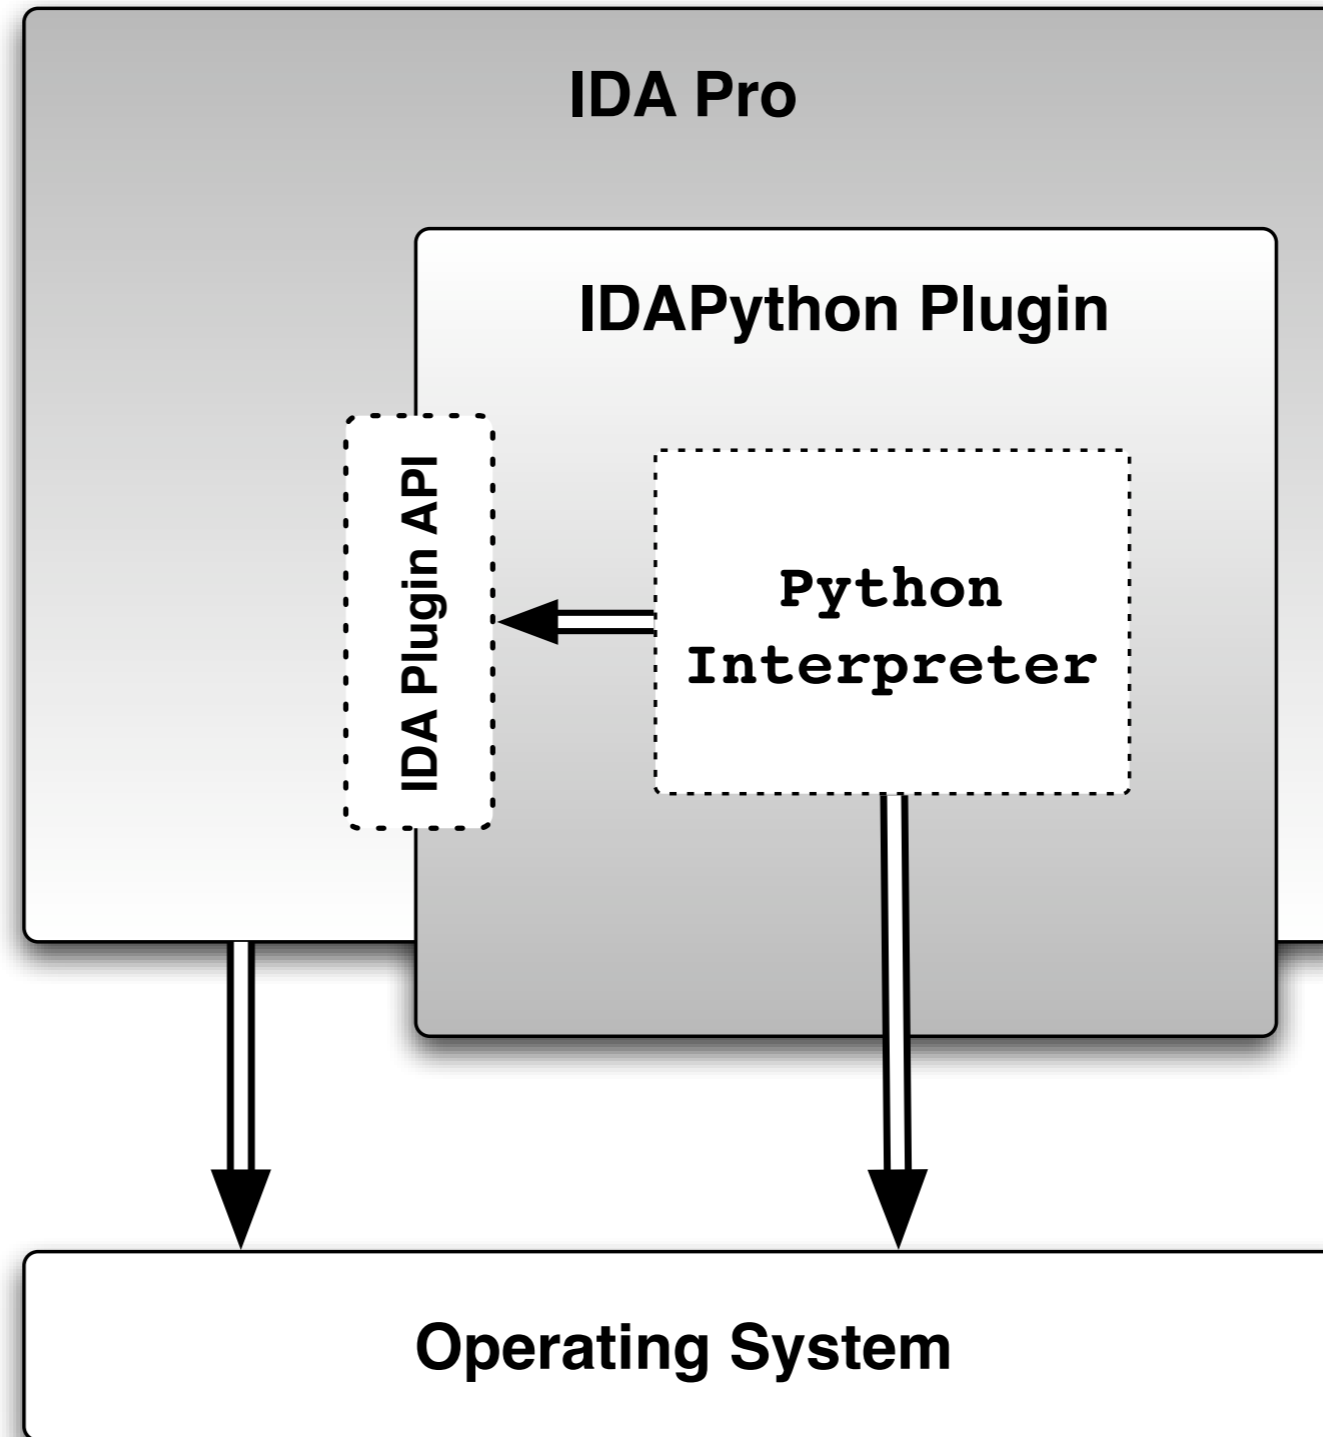 IDA Pro
IDAPython Plugin
IDA Plugin API
Python
Interpreter
Operating System